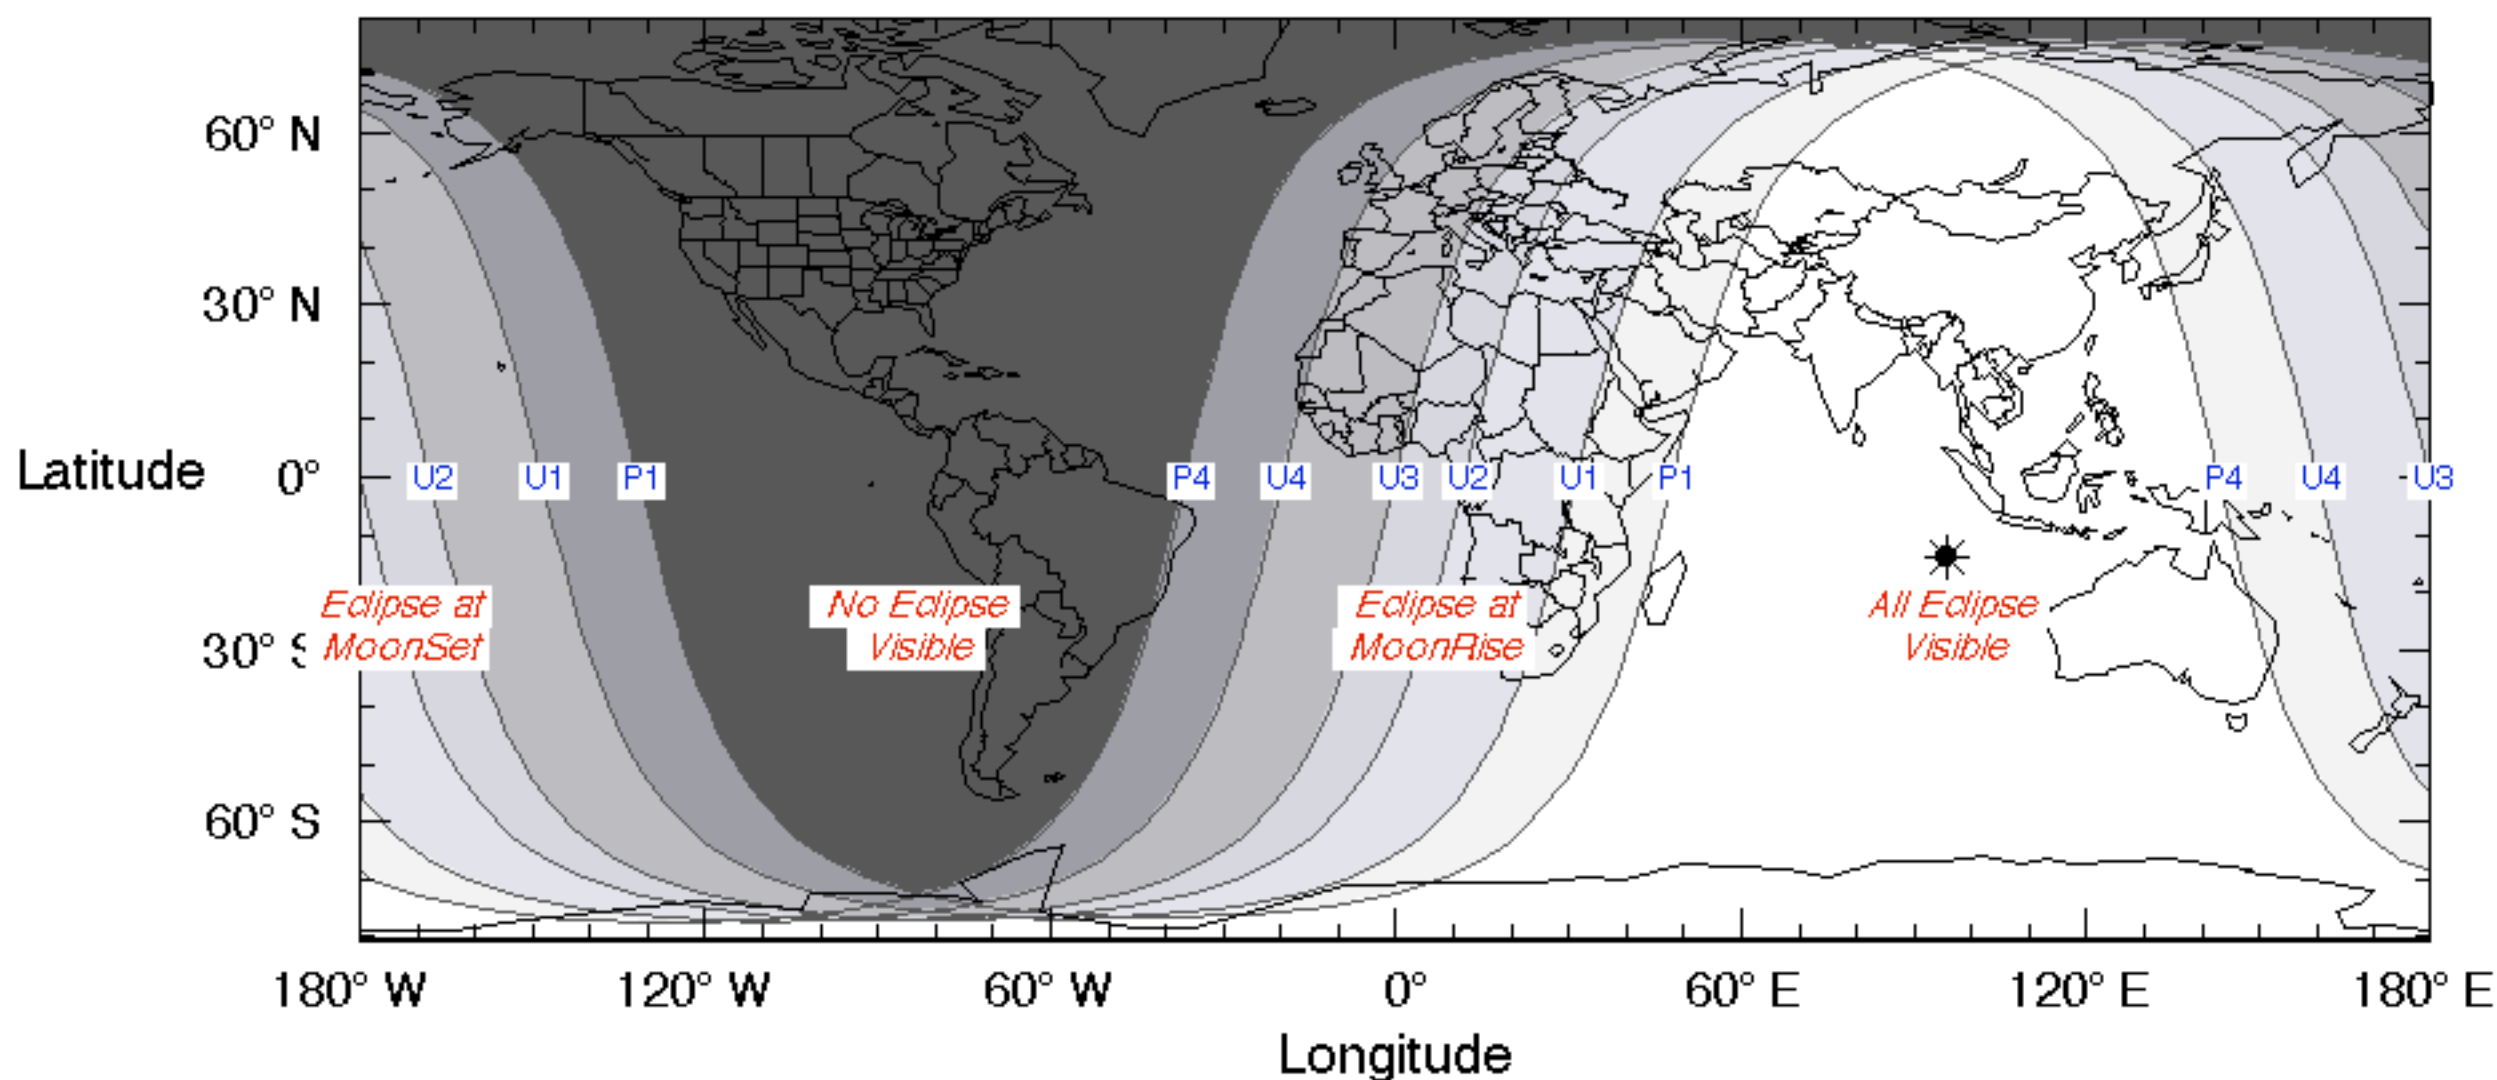 60° N
30° N
Latitude
0°
U2
U1
P1
P4
U4
U3
U2
U1
P1
P4
U4
U3
Eclipse at
MoonSet
No Eclipse
Visible
Eclipse at
MoonRise
All Eclipse
Visible
30° S
60° S
180° W
120° W
60° W
0°
60° E
120° E
180° E
Longitude